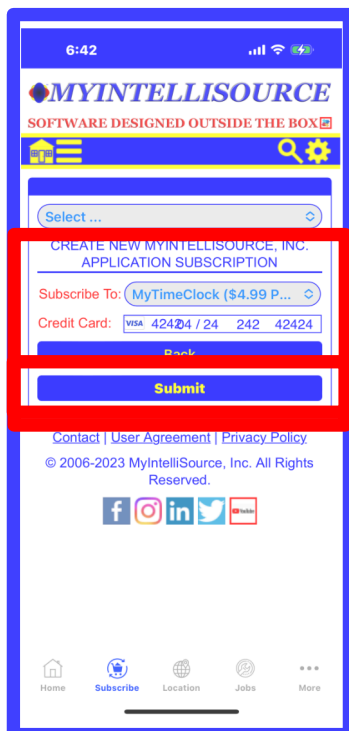 6:42
MYINTELLISOURCE
SOFTWARE DESIGNED OUTSIDE THE BOX
Select ...
CREATE NEW MYINTELLISOURCE, INC.
APPLICATION SUBSCRIPTION
Subscribe To: MyTimeClock ($4.99 P...
Credit Card: VISA 4242 04 / 24 242 42424
Back
Submit
Contact | User Agreement | Privacy Policy
© 2006-2023 MyIntelliSource, Inc. All Rights
Reserved.
YouTube
Home Subscribe Location Jobs More